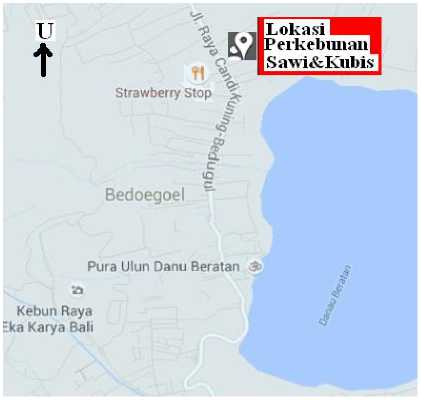 U
Lokasi
Perkebunan
Sawi&Kubis
Jl. Raya Candi Kuning-Bedugul
Strawberry Stop
Bedoegoel
Pura Ulun Danu Beratan
Danau Beratan
Kebun Raya
Eka Karya Bali